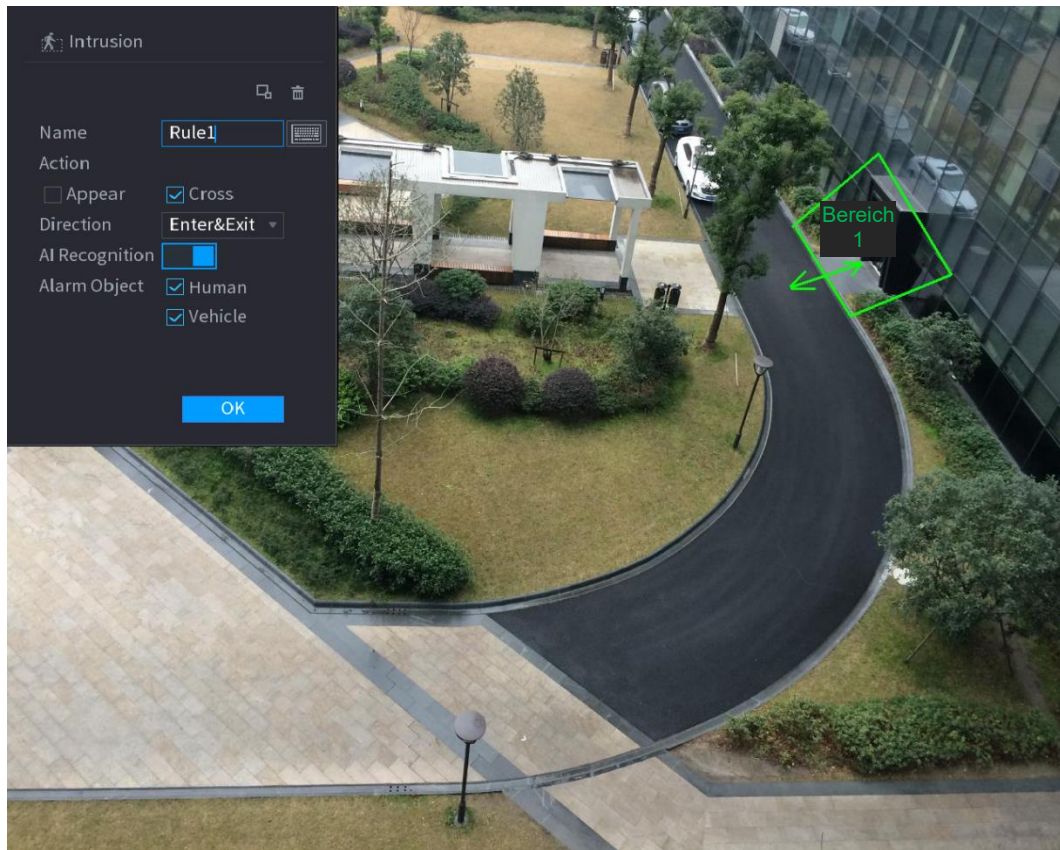 Intrusion
Name Rule1
Action
Appear Cross
Direction Enter&Exit
AI Recognition
Alarm Object Human
Vehicle
OK
Bereich
1